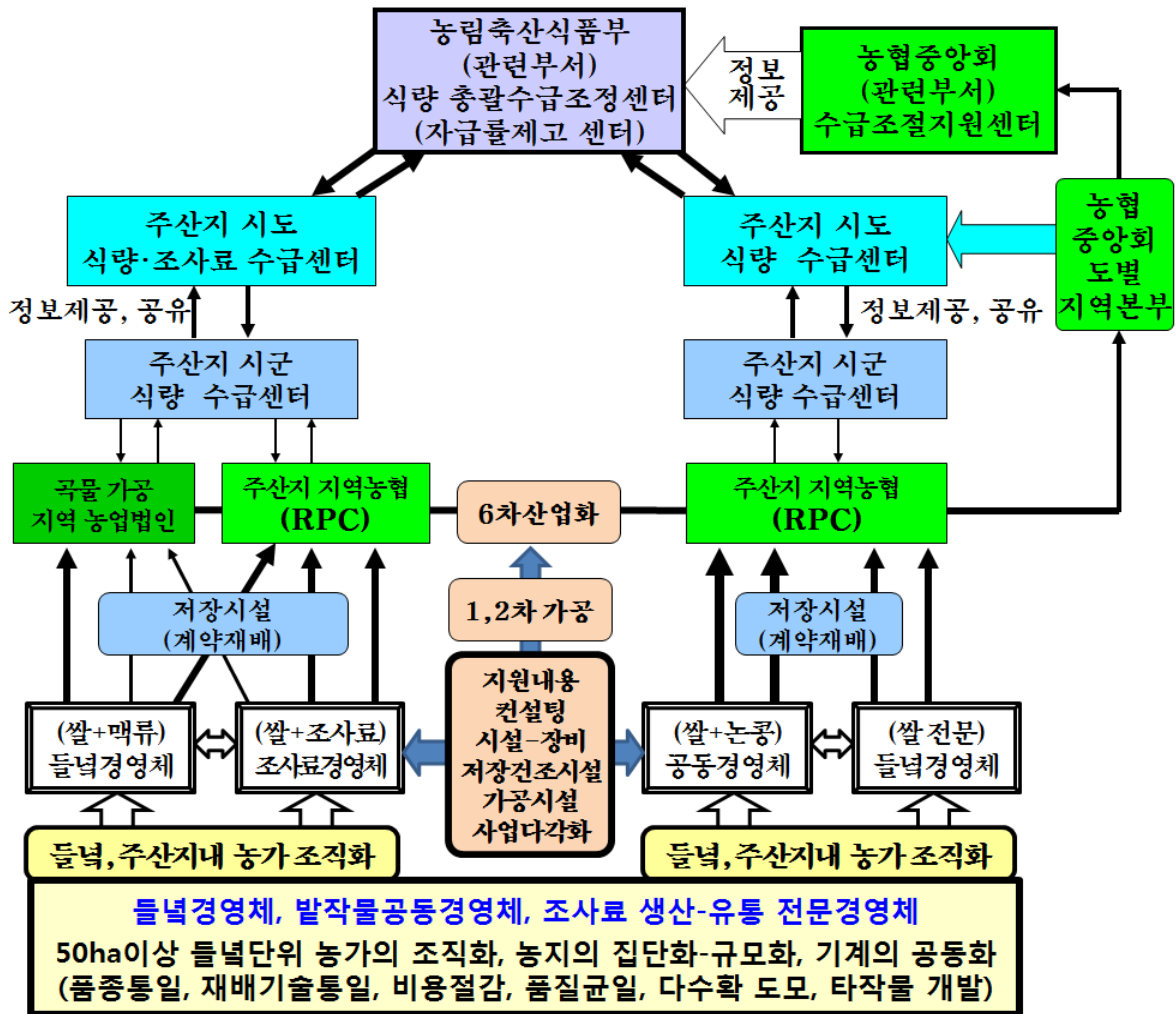 농림축산식품부
(관련부서)
식량 총괄수급조정센터
(자급률제고 센터)
정보
제공
농협중앙회
(관련부서)
수급조절지원센터
주산지 시도
식량·조사료 수급센터
주산지 시도
식량 수급센터
농협
중앙회
도별
지역본부
정보제공, 공유
정보제공, 공유
주산지 시군
식량 수급센터
주산지 시군
식량 수급센터
곡물 가공
지역 농업법인
주산지 지역농협
(RPC)
6차산업화
주산지 지역농협
(RPC)
저장시설
(계약재배)
1,2차 가공
저장시설
(계약재배)
지원내용
컨설팅
시설-장비
저장건조시설
가공시설
사업다각화
(쌀+맥류)
들녘경영체
(쌀+조사료)
조사료경영체
(쌀+논콩)
공동경영체
(쌀 전문)
들녘경영체
들녘,주산지내 농가 조직화
들녘,주산지내 농가 조직화
들녘경영체, 밭작물공동경영체, 조사료 생산-유통 전문경영체
50ha이상 들녘단위 농가의 조직화, 농지의 집단화-규모화, 기계의 공동화
(품종통일, 재배기술통일, 비용절감, 품질균일, 다수확 도모, 타작물 개발)